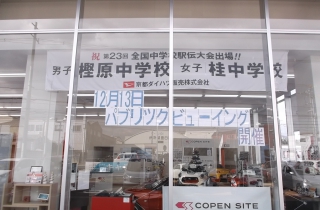 祝 第23回 全国中学校駅伝大会出場!!
男子 樫原中学校 女子 桂中学校
京都ダイハツ販売株式会社
12月13日
パブリックビューイング
開催
COPEN SITE